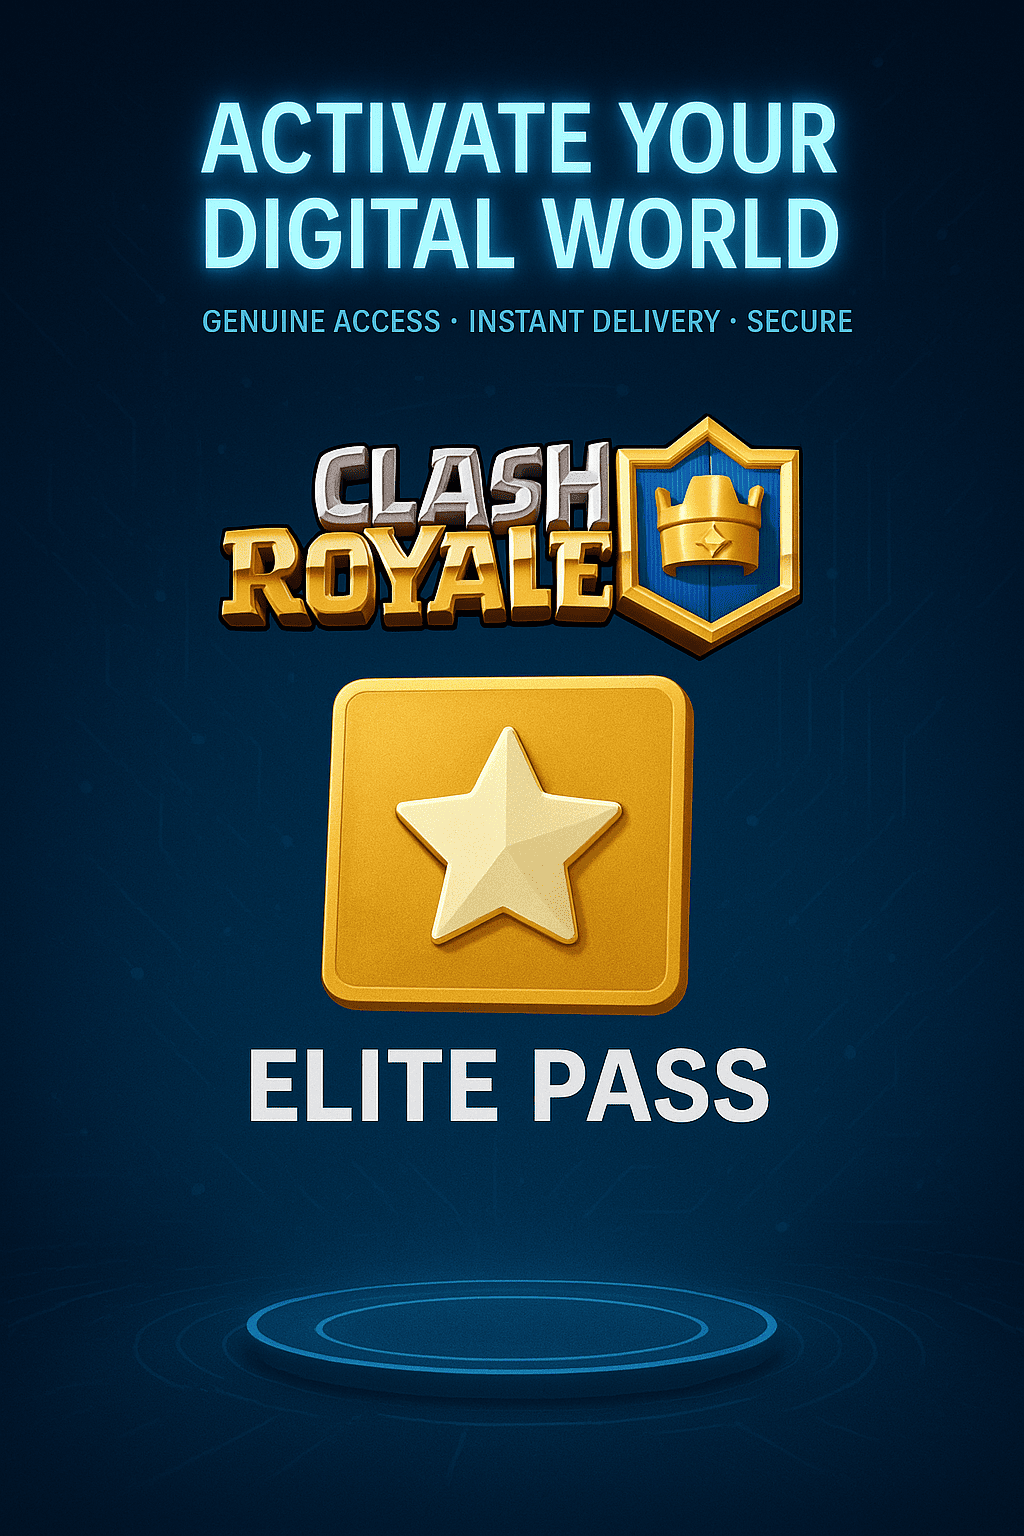 ACTIVATE YOUR
DIGITAL WORLD
GENUINE ACCESS · INSTANT DELIVERY · SECURE
CLASH
ROYALE
ELITE PASS